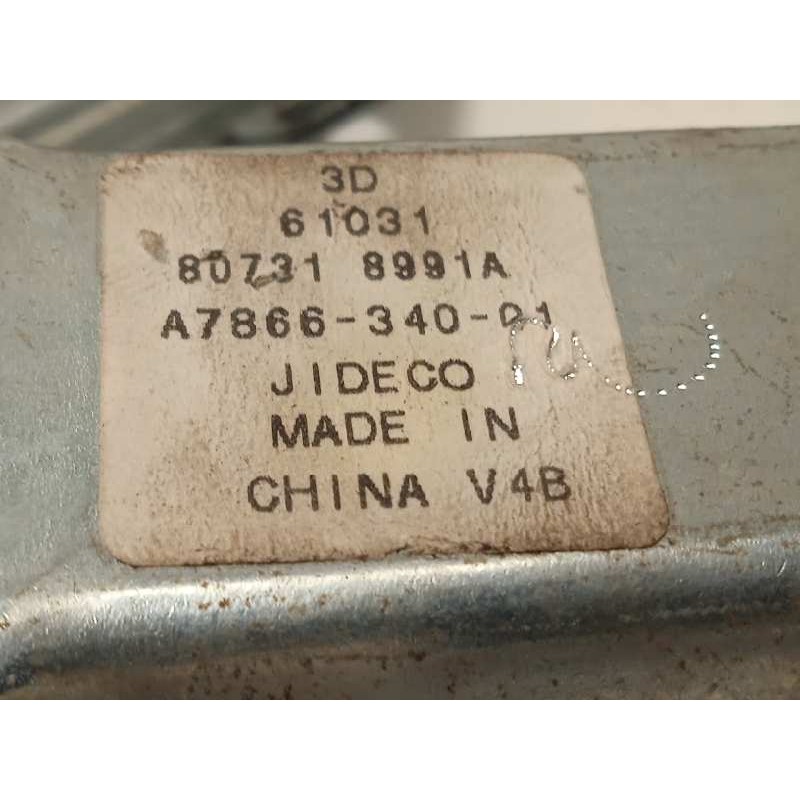 3D
61031
80731 8991A
A7866-340-01
JIDECO
MADE IN
CHINA V4B